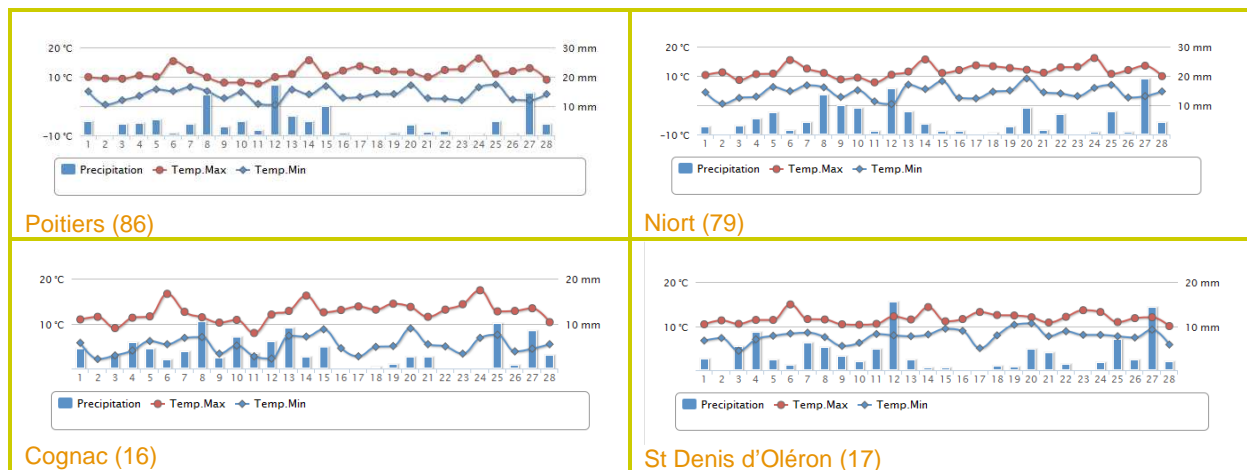 20 °C 30 mm
10 °C 20 mm
10 mm
−10 °C
1 2 3 4 5 6 7 8 9 10 11 12 13 14 15 16 17 18 19 20 21 22 23 24 25 26 27 28
Precipitation Temp.Max Temp.Min
Poitiers (86)
20 °C 30 mm
10 °C 20 mm
10 mm
−10 °C
1 2 3 4 5 6 7 8 9 10 11 12 13 14 15 16 17 18 19 20 21 22 23 24 25 26 27 28
Precipitation Temp.Max Temp.Min
Niort (79)
20 °C 20 mm
10 °C 10 mm
1 2 3 4 5 6 7 8 9 10 11 12 13 14 15 16 17 18 19 20 21 22 23 24 25 26 27 28
Precipitation Temp.Max Temp.Min
Cognac (16)
20 °C 20 mm
10 °C 10 mm
1 2 3 4 5 6 7 8 9 10 11 12 13 14 15 16 17 18 19 20 21 22 23 24 25 26 27 28
Precipitation Temp.Max Temp.Min
St Denis d'Oléron (17)